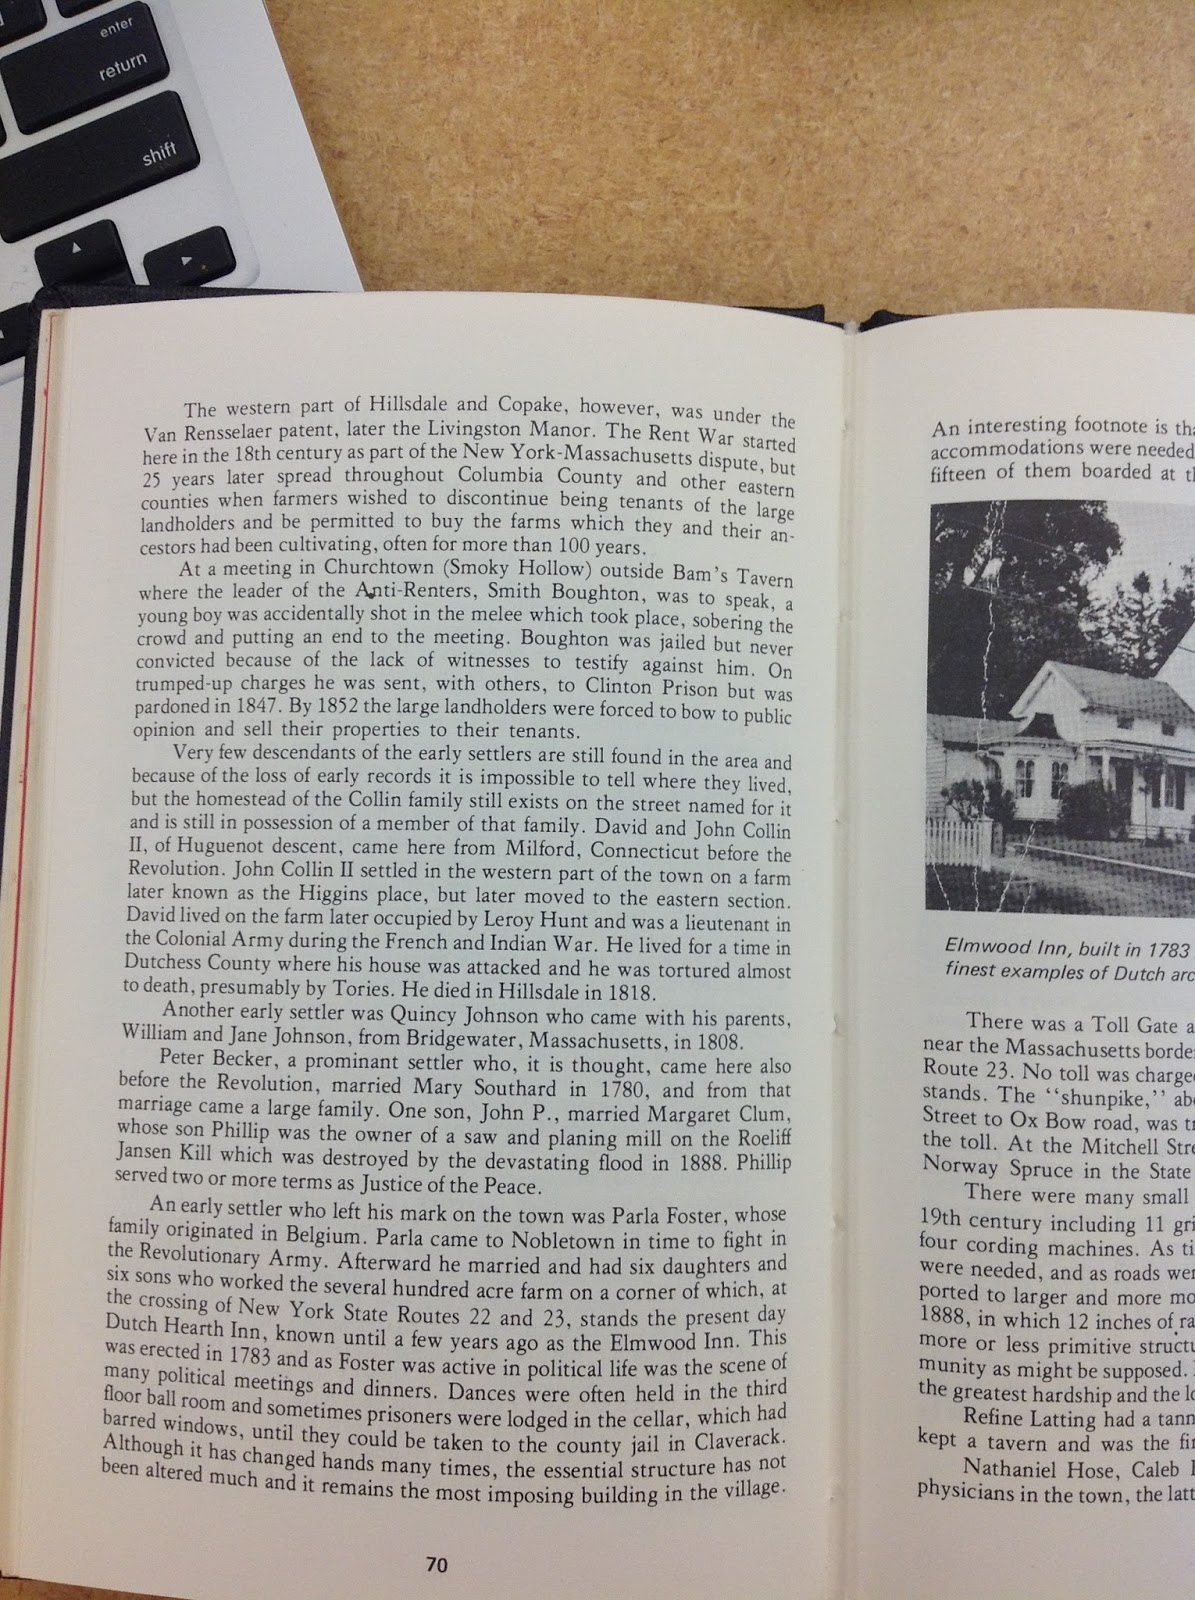 enter
return
shift
The western part of Hillsdale and Copake, however, was under the
Van Rensselaer patent, later the Livingston Manor. The Rent War started
here in the 18th century as part of the New York-Massachusetts dispute, but
25 years later spread throughout Columbia County and other eastern
counties when farmers wished to discontinue being tenants of the large
landholders and be permitted to buy the farms which they and their an-
cestors had been cultivating, often for more than 100 years.
At a meeting in Churchtown (Smoky Hollow) outside Bam's Tavern
where the leader of the Anti-Renters, Smith Boughton, was to speak, a
young boy was accidentally shot in the melee which took place, sobering the
crowd and putting an end to the meeting. Boughton was jailed but never
convicted because of the lack of witnesses to testify against him. On
trumped-up charges he was sent, with others, to Clinton Prison but was
pardoned in 1847. By 1852 the large landholders were forced to bow to public
opinion and sell their properties to their tenants.
Very few descendants of the early settlers are still found in the area and
because of the loss of early records it is impossible to tell where they lived,
but the homestead of the Collin family still exists on the street named for it
and is still in possession of a member of that family. David and John Collin
II, of Huguenot descent, came here from Milford, Connecticut before the
Revolution. John Collin II settled in the western part of the town on a farm
later known as the Higgins place, but later moved to the eastern section.
David lived on the farm later occupied by Leroy Hunt and was a lieutenant in
the Colonial Army during the French and Indian War. He lived for a time in
Dutchess County where his house was attacked and he was tortured almost
to death, presumably by Tories. He died in Hillsdale in 1818.
Another early settler was Quincy Johnson who came with his parents,
William and Jane Johnson, from Bridgewater, Massachusetts, in 1808.
Peter Becker, a prominant settler who, it is thought, came here also
before the Revolution, married Mary Southard in 1780, and from that
marriage came a large family. One son, John P., married Margaret Clum,
whose son Phillip was the owner of a saw and planing mill on the Roeliff
Jansen Kill which was destroyed by the devastating flood in 1888. Phillip
served two or more terms as Justice of the Peace.
An early settler who left his mark on the town was Parla Foster, whose
family originated in Belgium. Parla came to Nobletown in time to fight in
the Revolutionary Army. Afterward he married and had six daughters and
six sons who worked the several hundred acre farm on a corner of which, at
the crossing of New York State Routes 22 and 23, stands the present day
Dutch Hearth Inn, known until a few years ago as the Elmwood Inn. This
was erected in 1783 and as Foster was active in political life was the scene of
many political meetings and dinners. Dances were often held in the third
floor ball room and sometimes prisoners were lodged in the cellar, which had
barred windows, until they could be taken to the county jail in Claverack.
Although it has changed hands many times, the essential structure has not
been altered much and it remains the most imposing building in the village.
70
An interesting footnote is
accommodations were needed
fifteen of them boarded at
Elmwood Inn, built in 1783
finest examples of Dutch
There was a Toll Gate
near the Massachusetts
Route 23. No toll was
stands. The "shunpike,"
Street to Ox Bow road, was
the toll. At the Mitchell
Norway Spruce in the State
There were many small
19th century including 11
four cording machines. As
were needed, and as roads
ported to larger and more
1888, in which 12 inches of
more or less primitive
munity as might be supposed.
the greatest hardship and the
Refine Latting had a
kept a tavern and was the
Nathaniel Hose, Caleb
physicians in the town, the